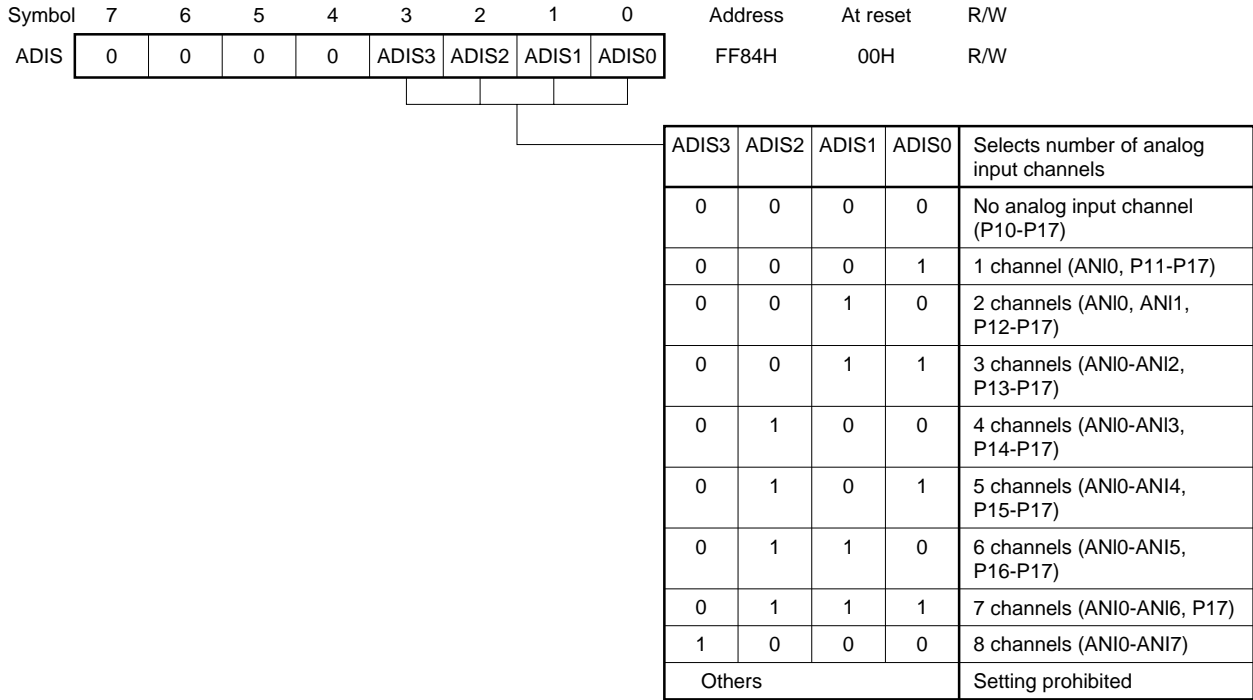 Symbol 7 6 5 4 3 2 1 0 Address At reset R/W
ADIS 0 0 0 0 ADIS3 ADIS2 ADIS1 ADIS0 FF84H 00H R/W
ADIS3 ADIS2 ADIS1 ADIS0 Selects number of analog
input channels
0 0 0 0 No analog input channel
(P10-P17)
0 0 0 1 1 channel (ANI0, P11-P17)
0 0 1 0 2 channels (ANI0, ANI1,
P12-P17)
0 0 1 1 3 channels (ANI0-ANI2,
P13-P17)
0 1 0 0 4 channels (ANI0-ANI3,
P14-P17)
0 1 0 1 5 channels (ANI0-ANI4,
P15-P17)
0 1 1 0 6 channels (ANI0-ANI5,
P16-P17)
0 1 1 1 7 channels (ANI0-ANI6, P17)
1 0 0 0 8 channels (ANI0-ANI7)
Others Setting prohibited